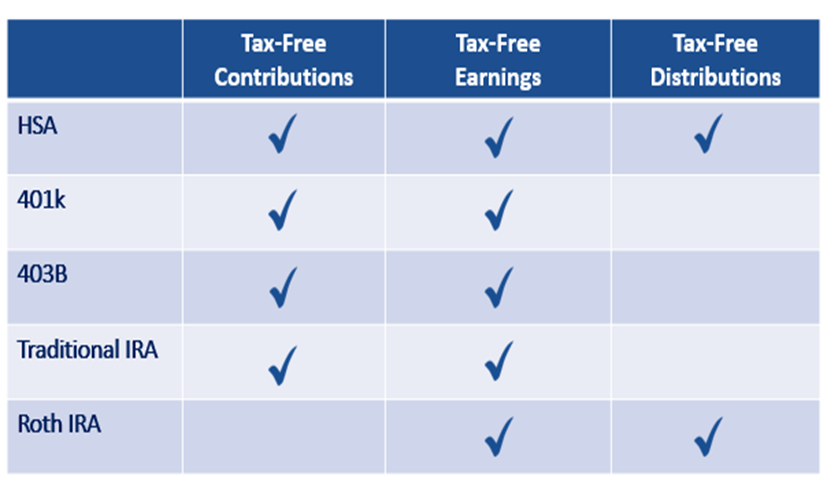 Tax-Free Tax-Free Tax-Free
Contributions Earnings Distributions
HSA ✓ ✓ ✓
401k ✓ ✓
403B ✓ ✓
Traditional IRA ✓ ✓
Roth IRA ✓ ✓